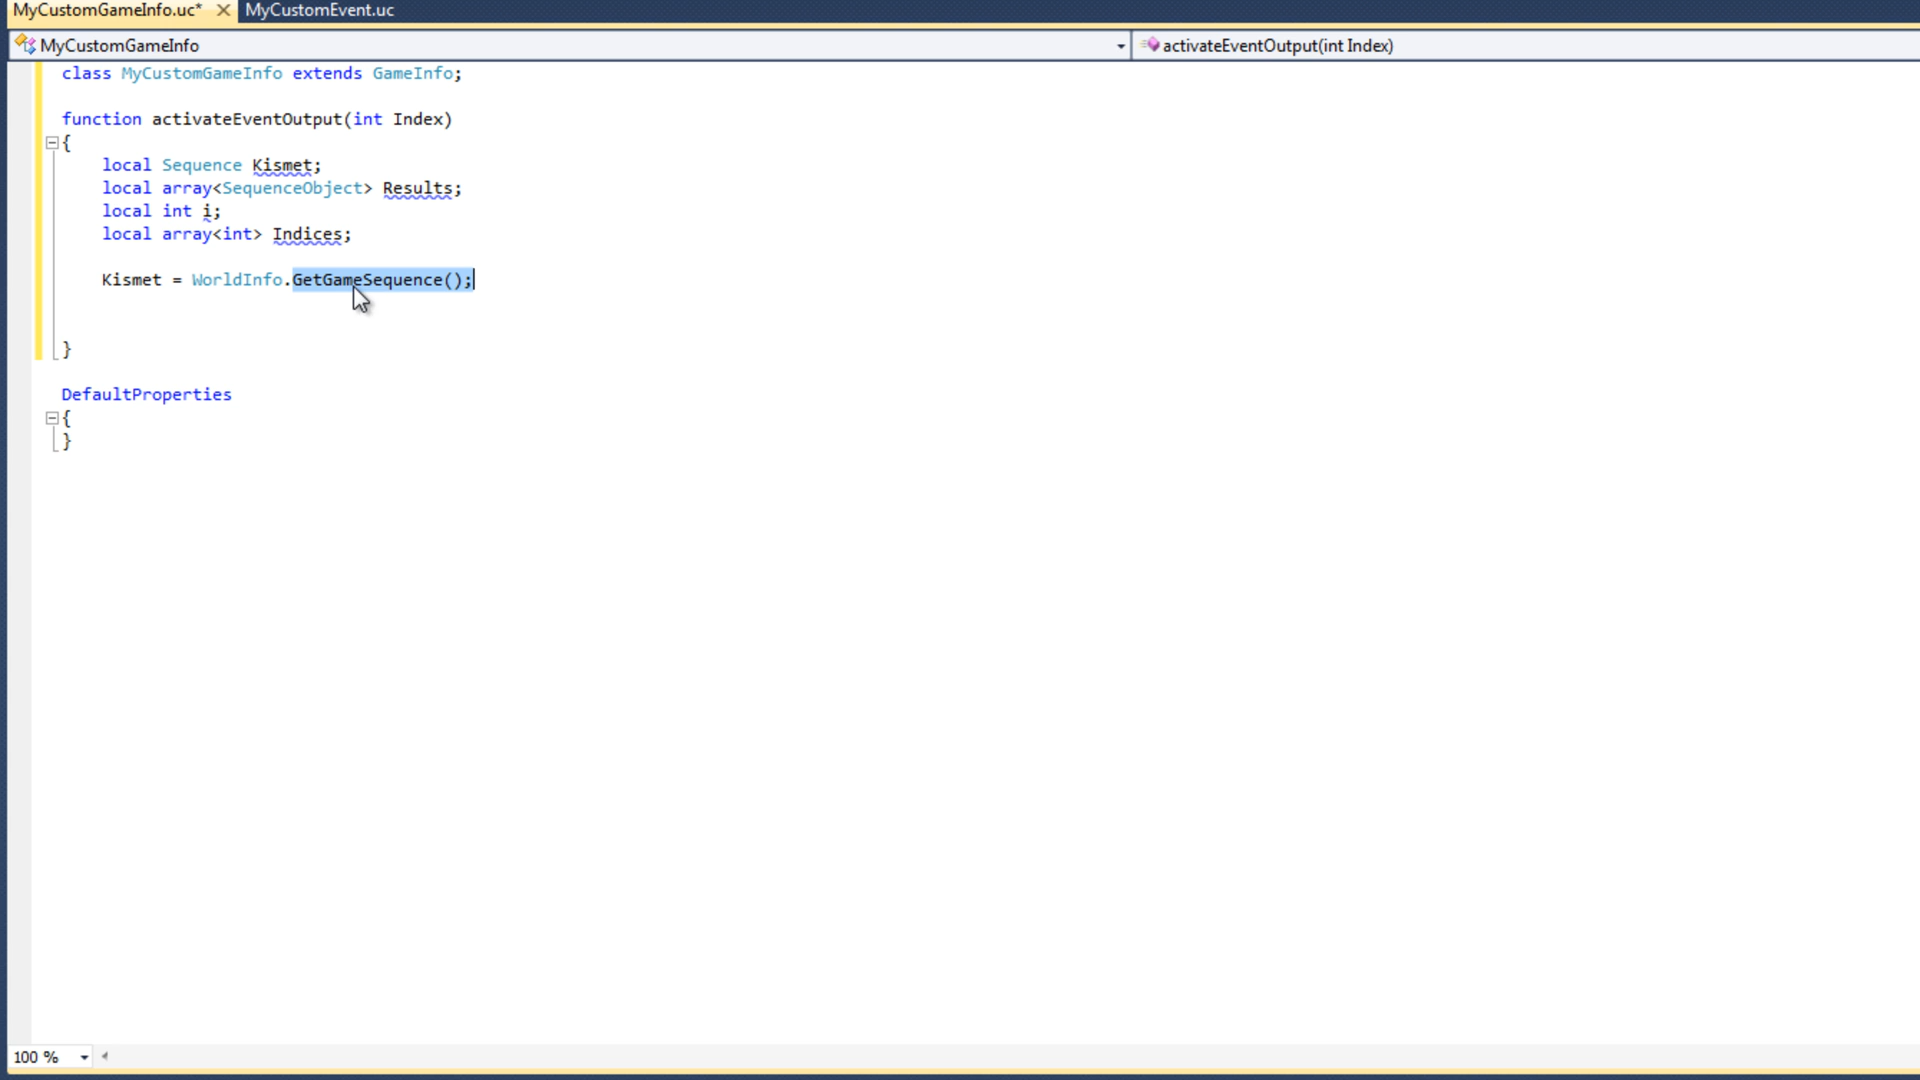 MyCustomGameInfo.uc* MyCustomEvent.uc
MyCustomGameInfo activateEventOutput(int Index)
class MyCustomGameInfo extends GameInfo;
function activateEventOutput(int Index)
{
local Sequence Kismet;
local array<SequenceObject> Results;
local int i;
local array<int> Indices;
Kismet = WorldInfo.GetGameSequence();
}
DefaultProperties
{
}
100 %